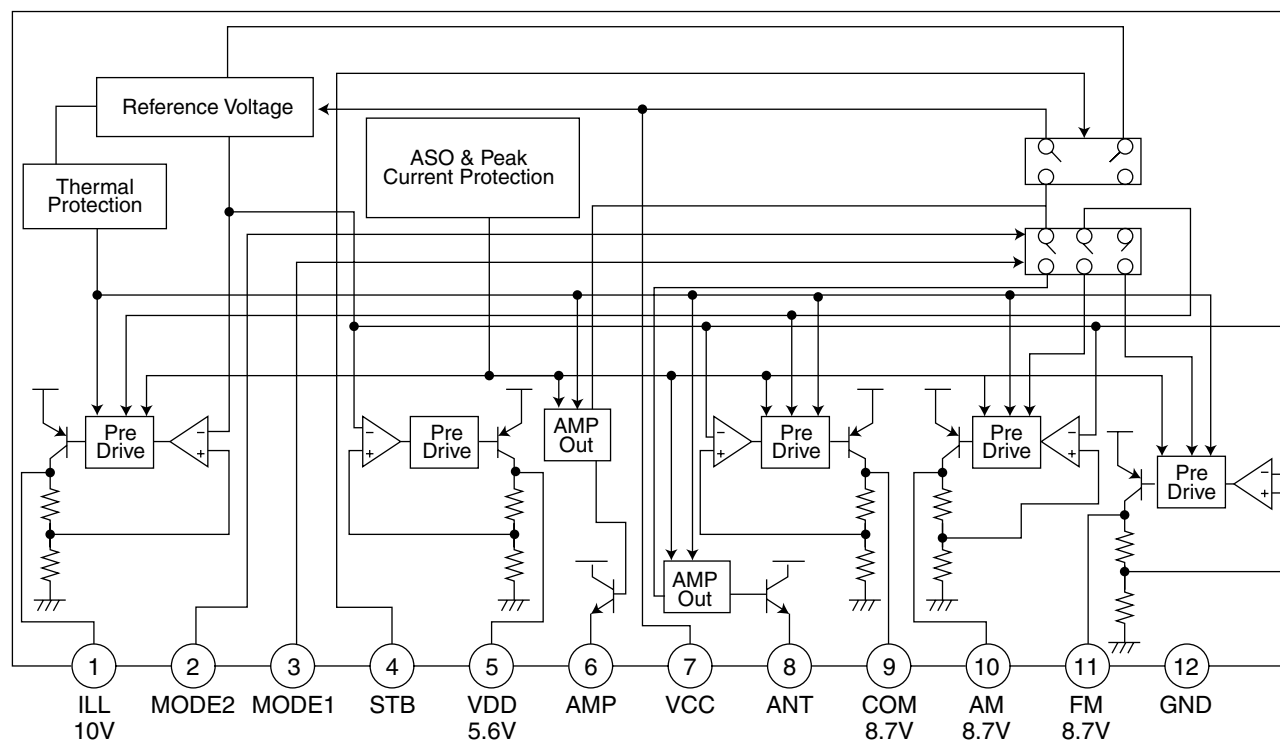 Reference Voltage
ASO & Peak
Current Protection
Thermal
Protection
Pre
Drive
−
+
−
+
Pre
Drive
AMP
Out
−
+
Pre
Drive
Pre
Drive
−
+
Pre
Drive
−
+
AMP
Out
1
2
3
4
5
6
7
8
9
10
11
12
ILL
10V
MODE2
MODE1
STB
VDD
5.6V
AMP
VCC
ANT
COM
8.7V
AM
8.7V
FM
8.7V
GND